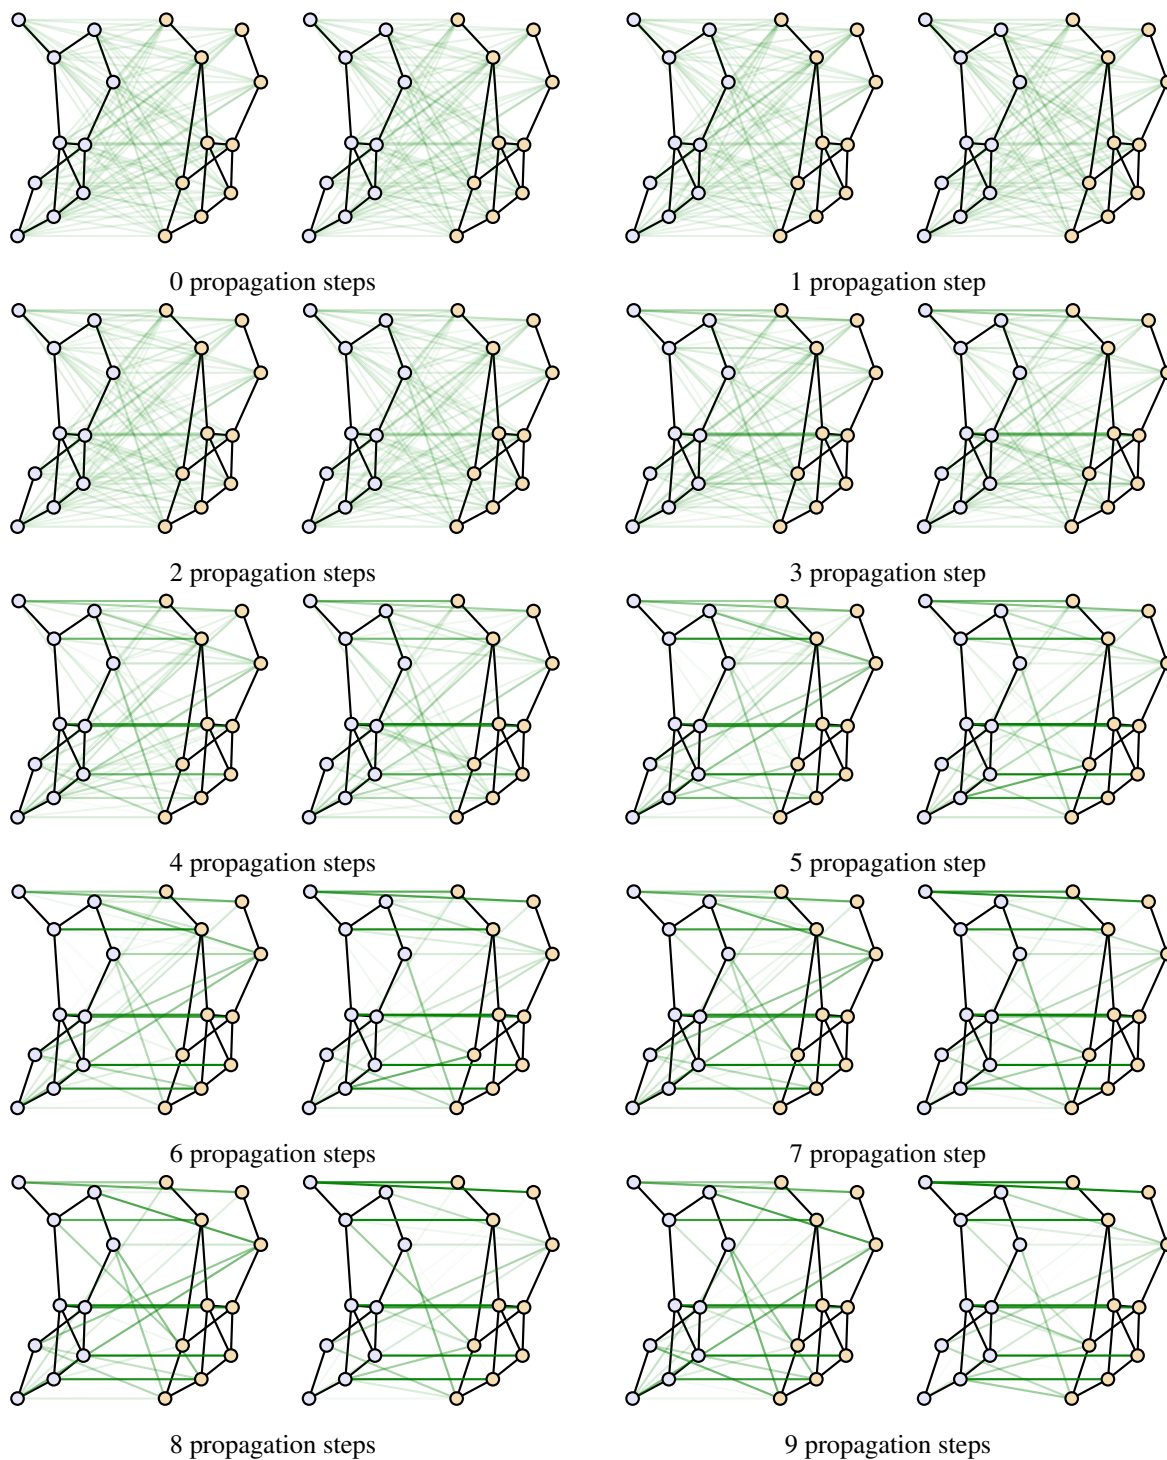 0 propagation steps
1 propagation step
2 propagation steps
3 propagation step
4 propagation steps
5 propagation step
6 propagation steps
7 propagation step
8 propagation steps
9 propagation steps